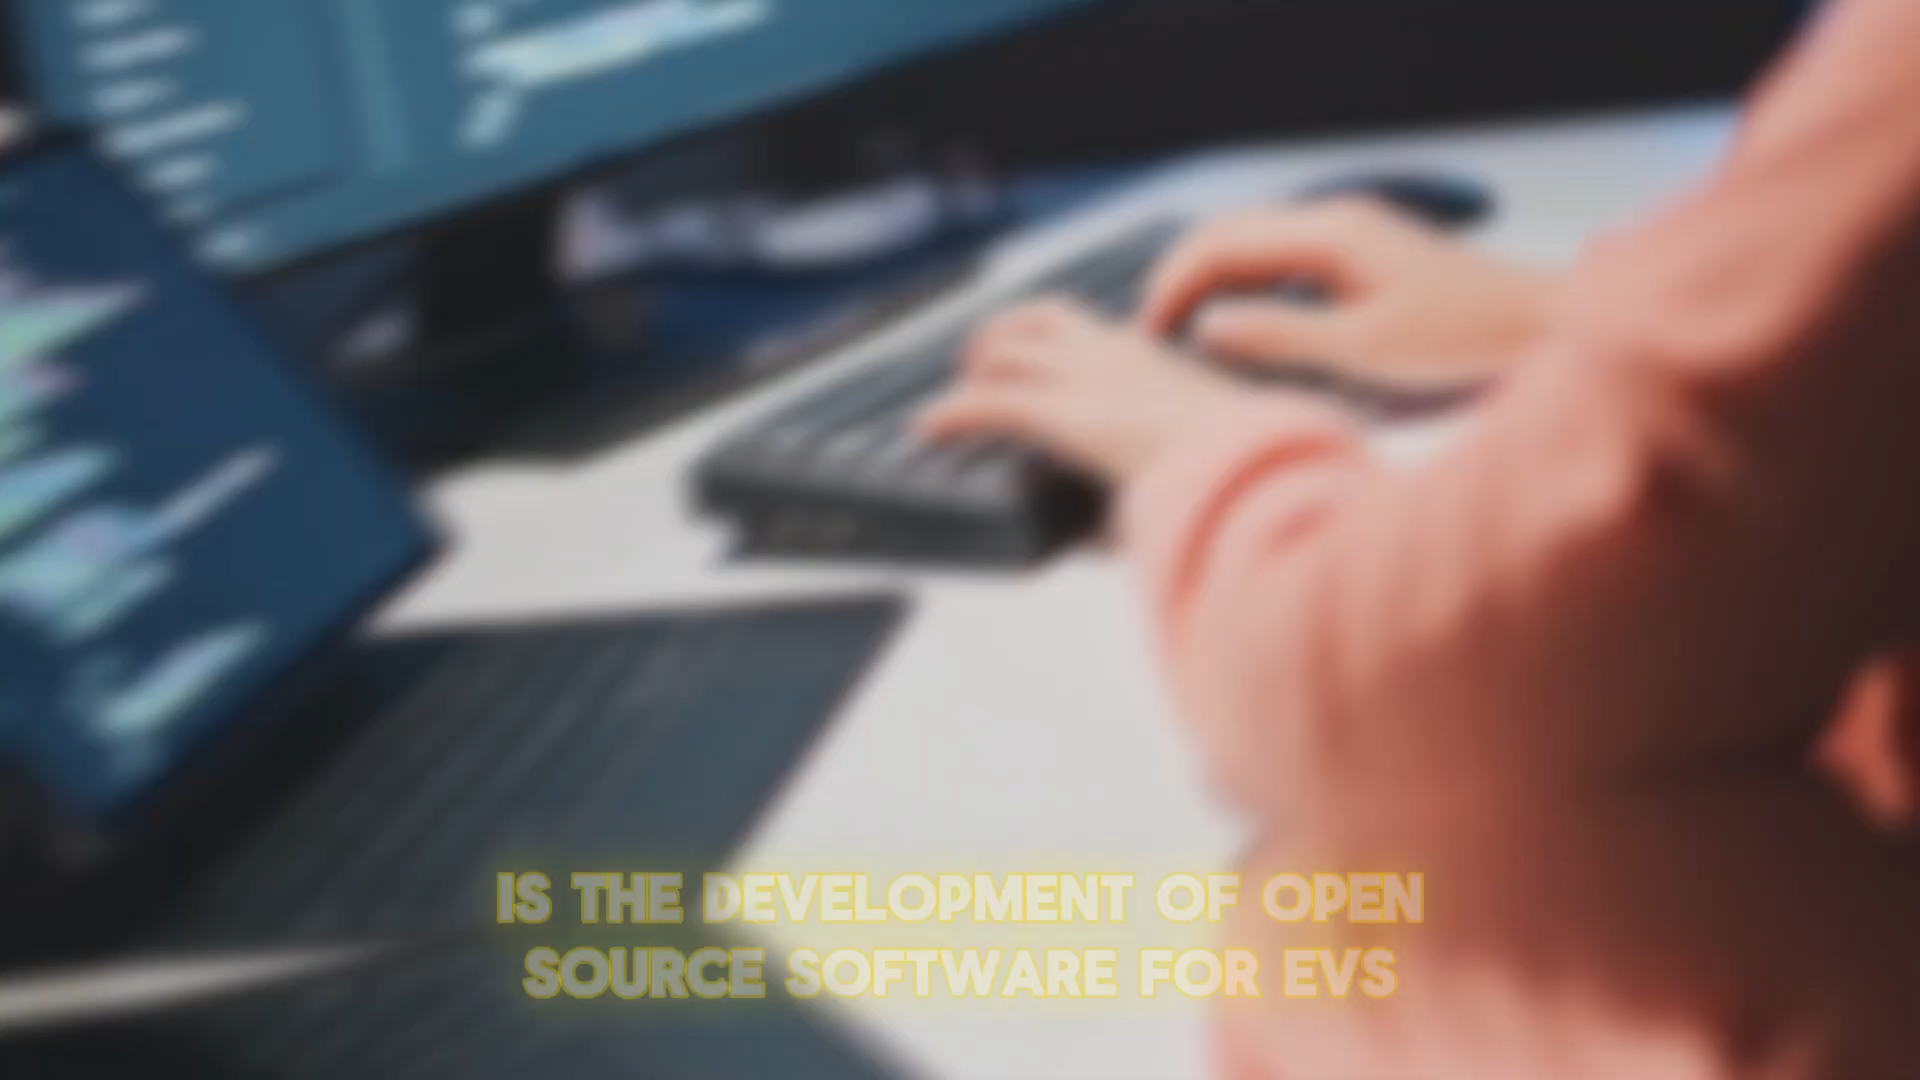 IS THE DEVELOPMENT OF OPEN
SOURCE SOFTWARE FOR EVS